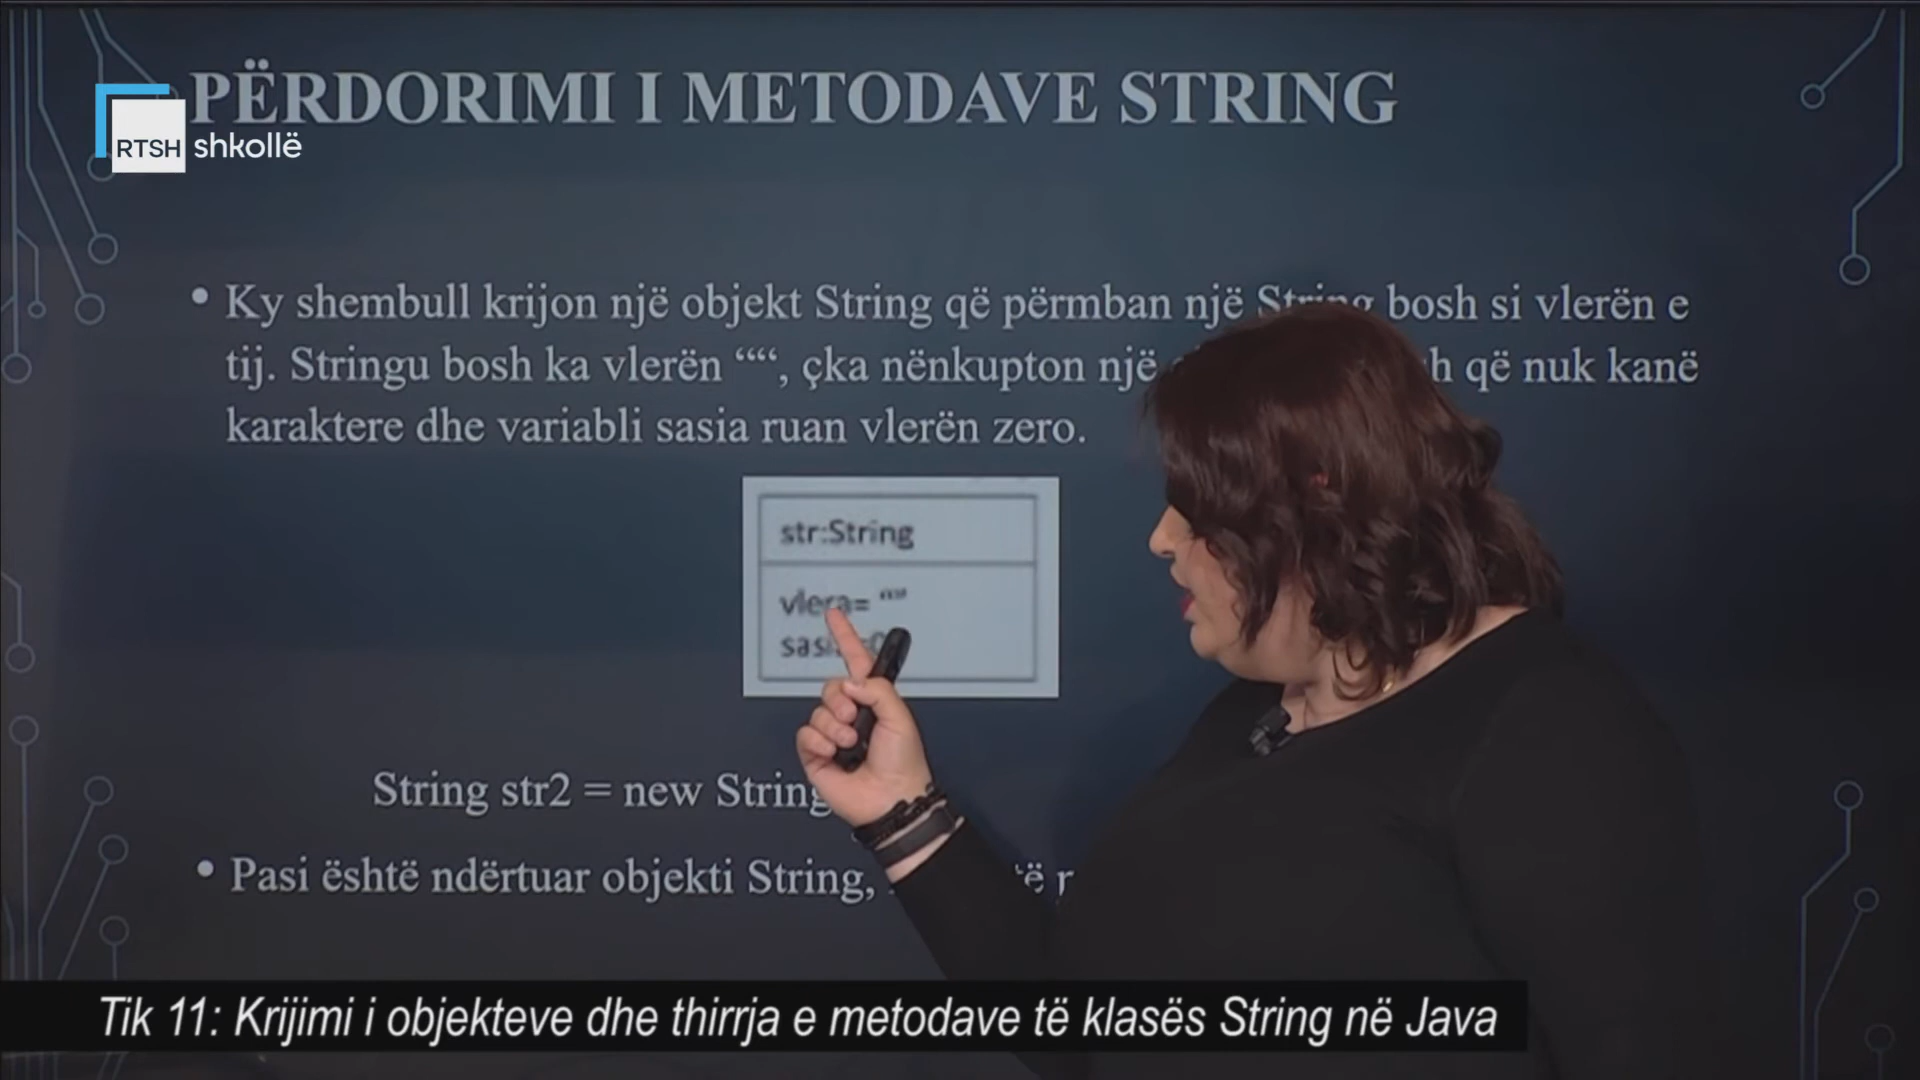 PËRDORIMI I METODAVE STRING
RTSH shkollë
• Ky shembull krijon një objekt String që përmban një String bosh si vlerën e
tij. Stringu bosh ka vlerën ““, çka nënkupton një që nuk kanë
karaktere dhe variabli sasia ruan vlerën zero.
str:String
vlera= “”
String str2 = new String
• Pasi është ndërtuar objekti String,
Tik 11: Krijimi i objekteve dhe thirrja e metodave të klasës String në Java